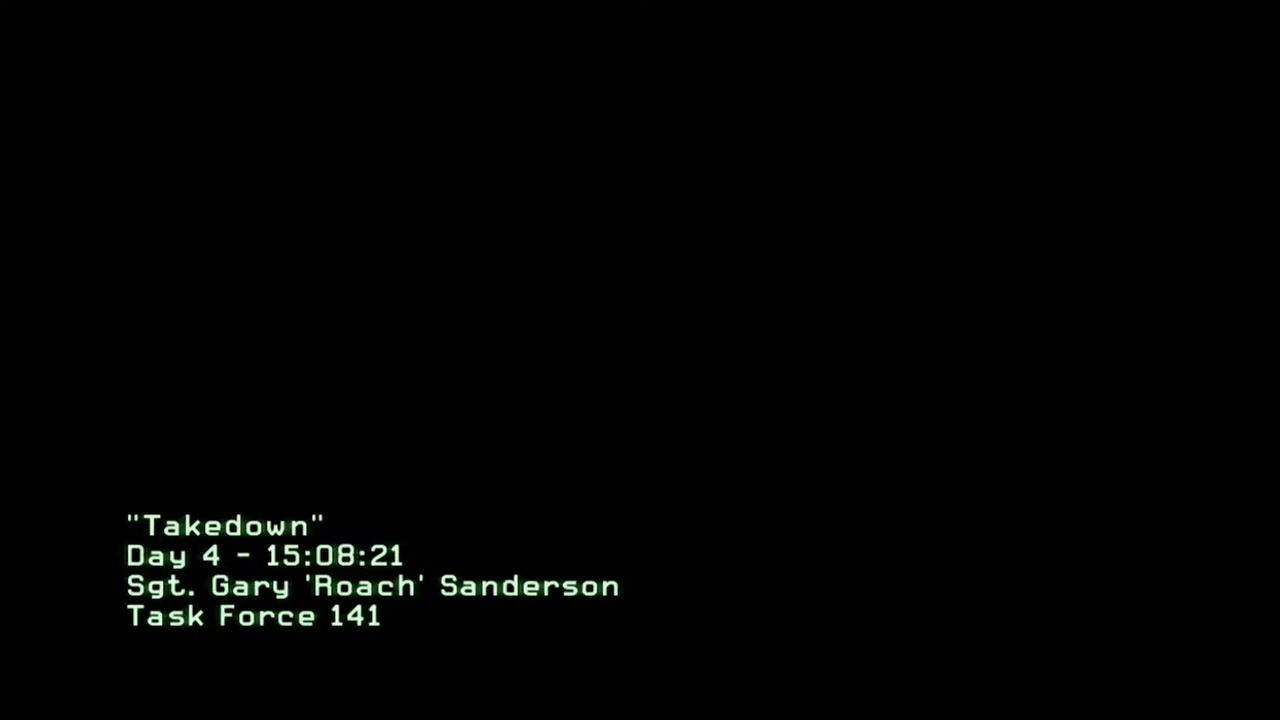 "Takedown"
Day 4 - 15:08:21
Sgt. Gary 'Roach' Sanderson
Task Force 141